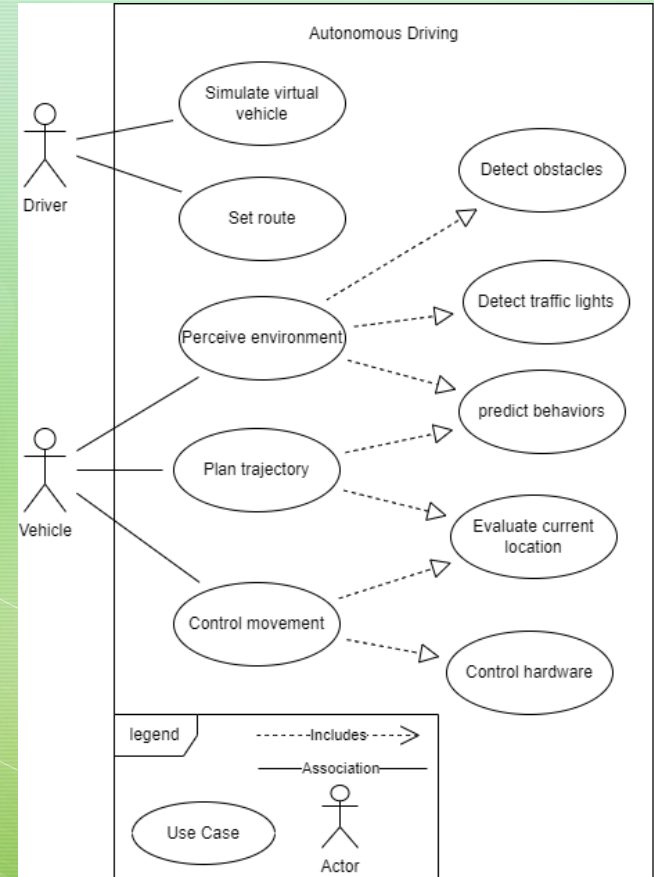 Autonomous Driving
Simulate virtual
vehicle
Detect obstacles
Driver
Set route
Detect traffic lights
Perceive environment
predict behaviors
Plan trajectory
Vehicle
Evaluate current
location
Control movement
Control hardware
legend
Includes
Association
Use Case
Actor